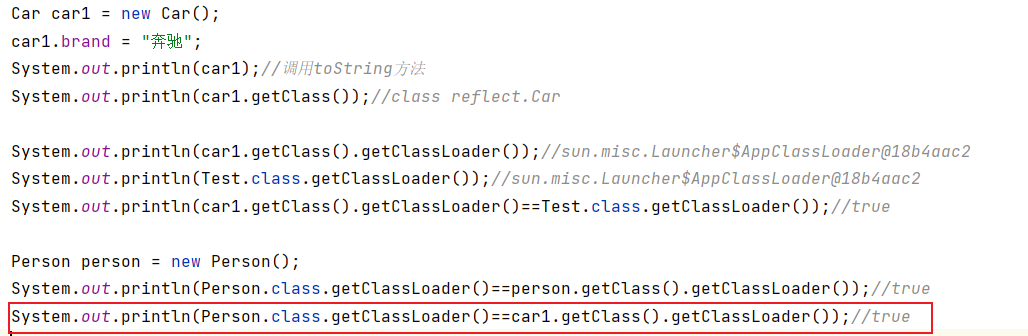 Car car1 = new Car();
car1.brand = "奔驰";
System.out.println(car1);//调用toString方法
System.out.println(car1.getClass());//class reflect.Car
System.out.println(car1.getClass().getClassLoader());//sun.misc.Launcher$AppClassLoader@18b4aac2
System.out.println(Test.class.getClassLoader());//sun.misc.Launcher$AppClassLoader@18b4aac2
System.out.println(car1.getClass().getClassLoader()==Test.class.getClassLoader());//true
Person person = new Person();
System.out.println(Person.class.getClassLoader()==person.getClass().getClassLoader());//true
System.out.println(Person.class.getClassLoader()==car1.getClass().getClassLoader());//true